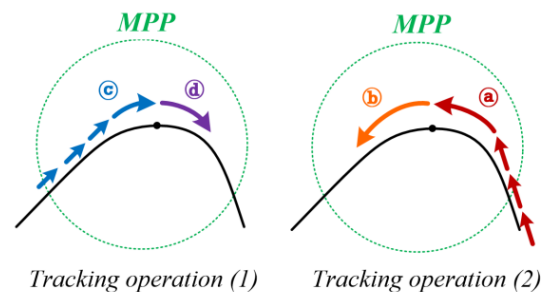 MPP
ⓒ ⓓ
Tracking operation (1)
MPP
ⓑ ⓐ
Tracking operation (2)